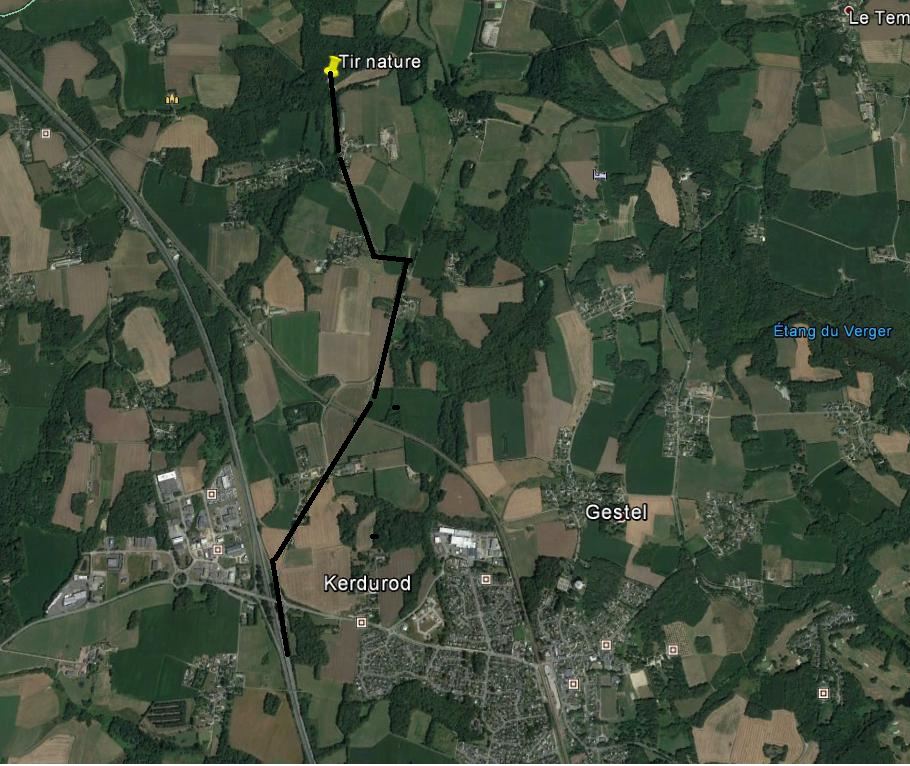 Le Tem
Tir nature
Étang du Verger
Gestel
Kerdurod